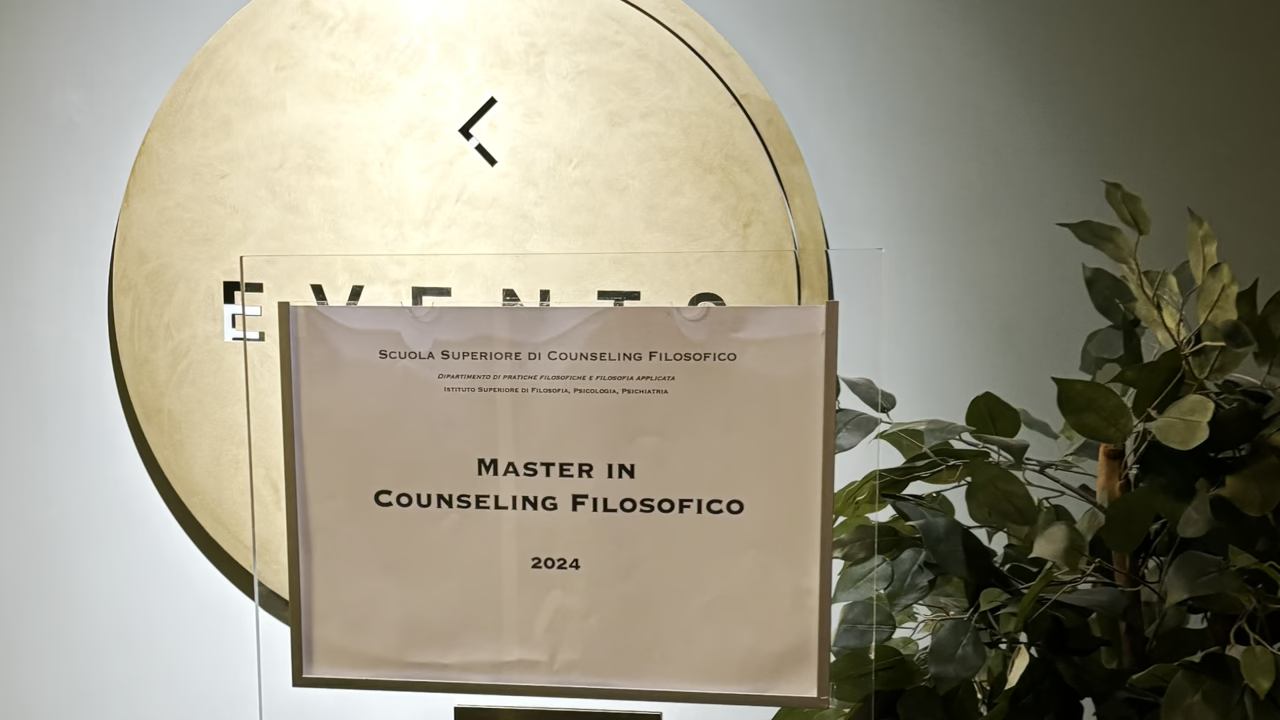 EVENTS
SCUOLA SUPERIORE DI COUNSELING FILOSOFICO
DIPARTIMENTO DI PRATICHE FILOSOFICHE E FILOSOFIA APPLICATA
ISTITUTO SUPERIORE DI FILOSOFIA, PSICOLOGIA, PSICHIATRIA
MASTER IN
COUNSELING FILOSOFICO
2024